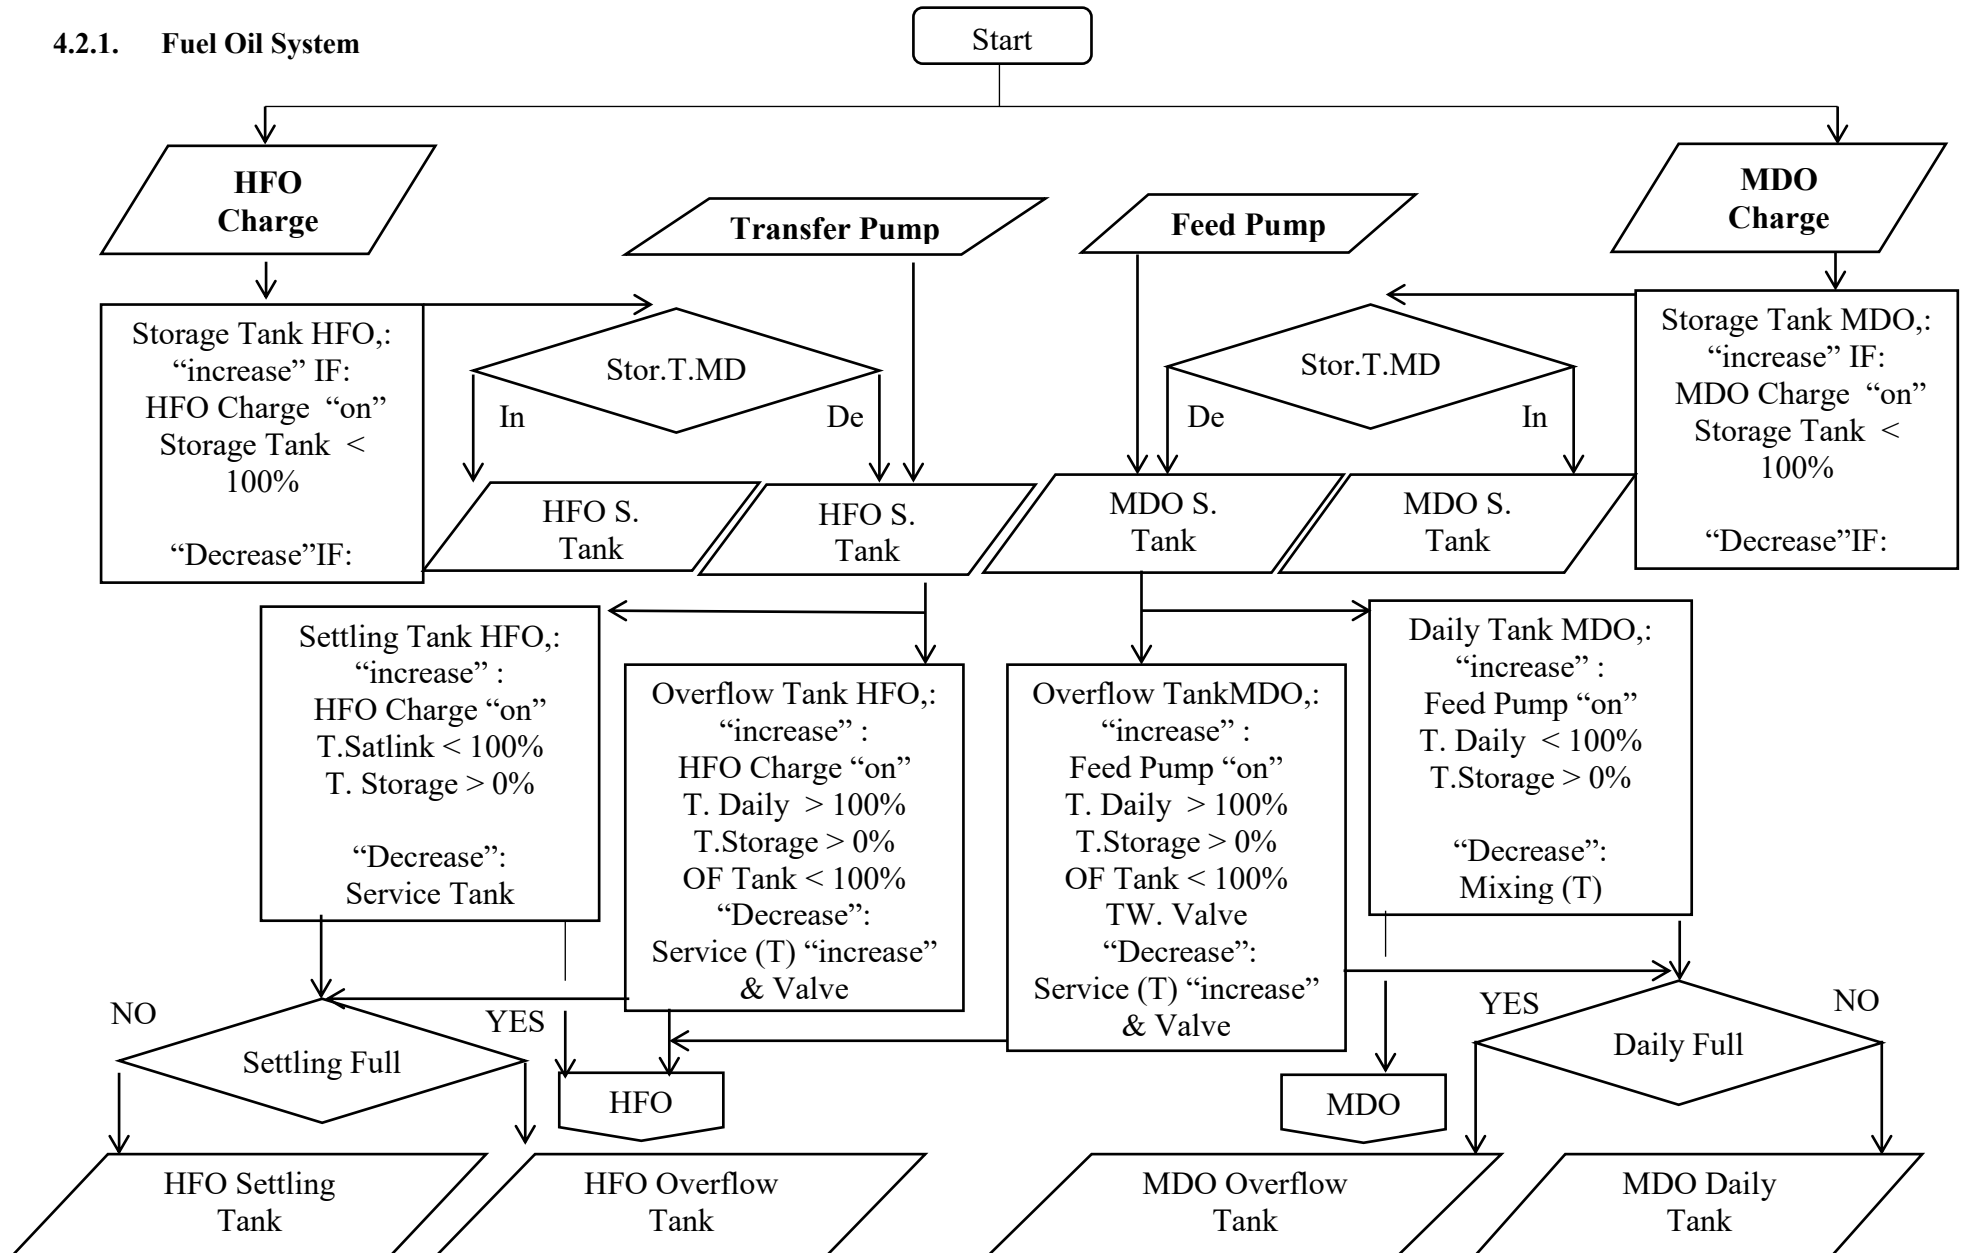 4.2.1. Fuel Oil System
Start
HFO
Charge
Transfer Pump
Feed Pump
MDO
Charge
Storage Tank HFO,:
“increase” IF:
HFO Charge “on”
Storage Tank <
100%
“Decrease”IF:
Stor.T.MD
In
De
Stor.T.MD
De
In
Storage Tank MDO,:
“increase” IF:
MDO Charge “on”
Storage Tank <
100%
“Decrease”IF:
HFO S.
Tank
HFO S.
Tank
MDO S.
Tank
MDO S.
Tank
Settling Tank HFO,:
“increase” :
HFO Charge “on”
T.Satlink < 100%
T. Storage > 0%
“Decrease”:
Service Tank
Overflow Tank HFO,:
“increase” :
HFO Charge “on”
T. Daily > 100%
T.Storage > 0%
OF Tank < 100%
“Decrease”:
Service (T) “increase”
& Valve
Overflow TankMDO,:
“increase” :
Feed Pump “on”
T. Daily > 100%
T.Storage > 0%
OF Tank < 100%
TW. Valve
“Decrease”:
Service (T) “increase”
& Valve
Daily Tank MDO,:
“increase” :
Feed Pump “on”
T. Daily < 100%
T.Storage > 0%
“Decrease”:
Mixing (T)
NO
Settling Full
YES
HFO
MDO
YES
Daily Full
NO
HFO Settling
Tank
HFO Overflow
Tank
MDO Overflow
Tank
MDO Daily
Tank